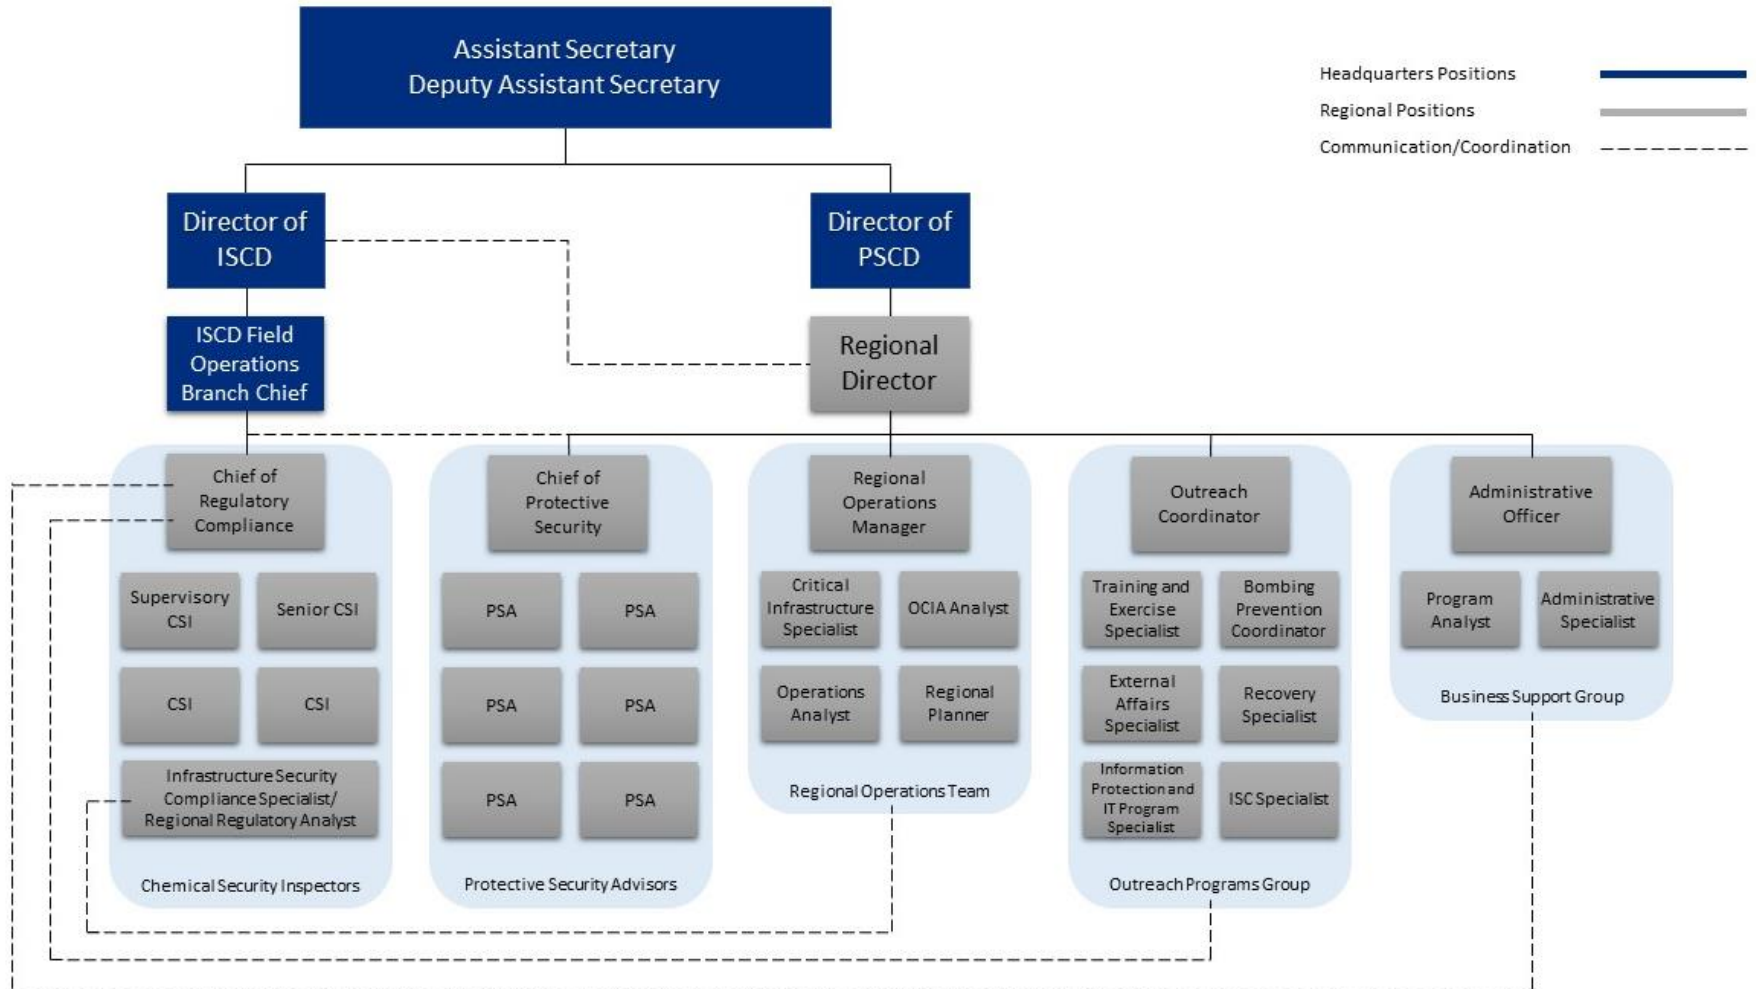 Assistant Secretary
Deputy Assistant Secretary
Headquarters Positions
Regional Positions
Communication/Coordination
Director of
ISCD
Director of
PSCD
ISCD Field
Operations
Branch Chief
Regional
Director
Chief of
Regulatory
Compliance
Supervisory
CSI
Senior CSI
CSI
CSI
Infrastructure Security
Compliance Specialist/
Regional Regulatory Analyst
Chemical Security Inspectors
Chief of
Protective
Security
PSA
PSA
PSA
PSA
PSA
PSA
Protective Security Advisors
Regional
Operations
Manager
Critical
Infrastructure
Specialist
OCIA Analyst
Operations
Analyst
Regional
Planner
Regional Operations Team
Outreach
Coordinator
Training and
Exercise
Specialist
Bombing
Prevention
Coordinator
External
Affairs
Specialist
Recovery
Specialist
Information
Protection and
IT Program
Specialist
ISC Specialist
Outreach Programs Group
Administrative
Officer
Program
Analyst
Administrative
Specialist
Business Support Group